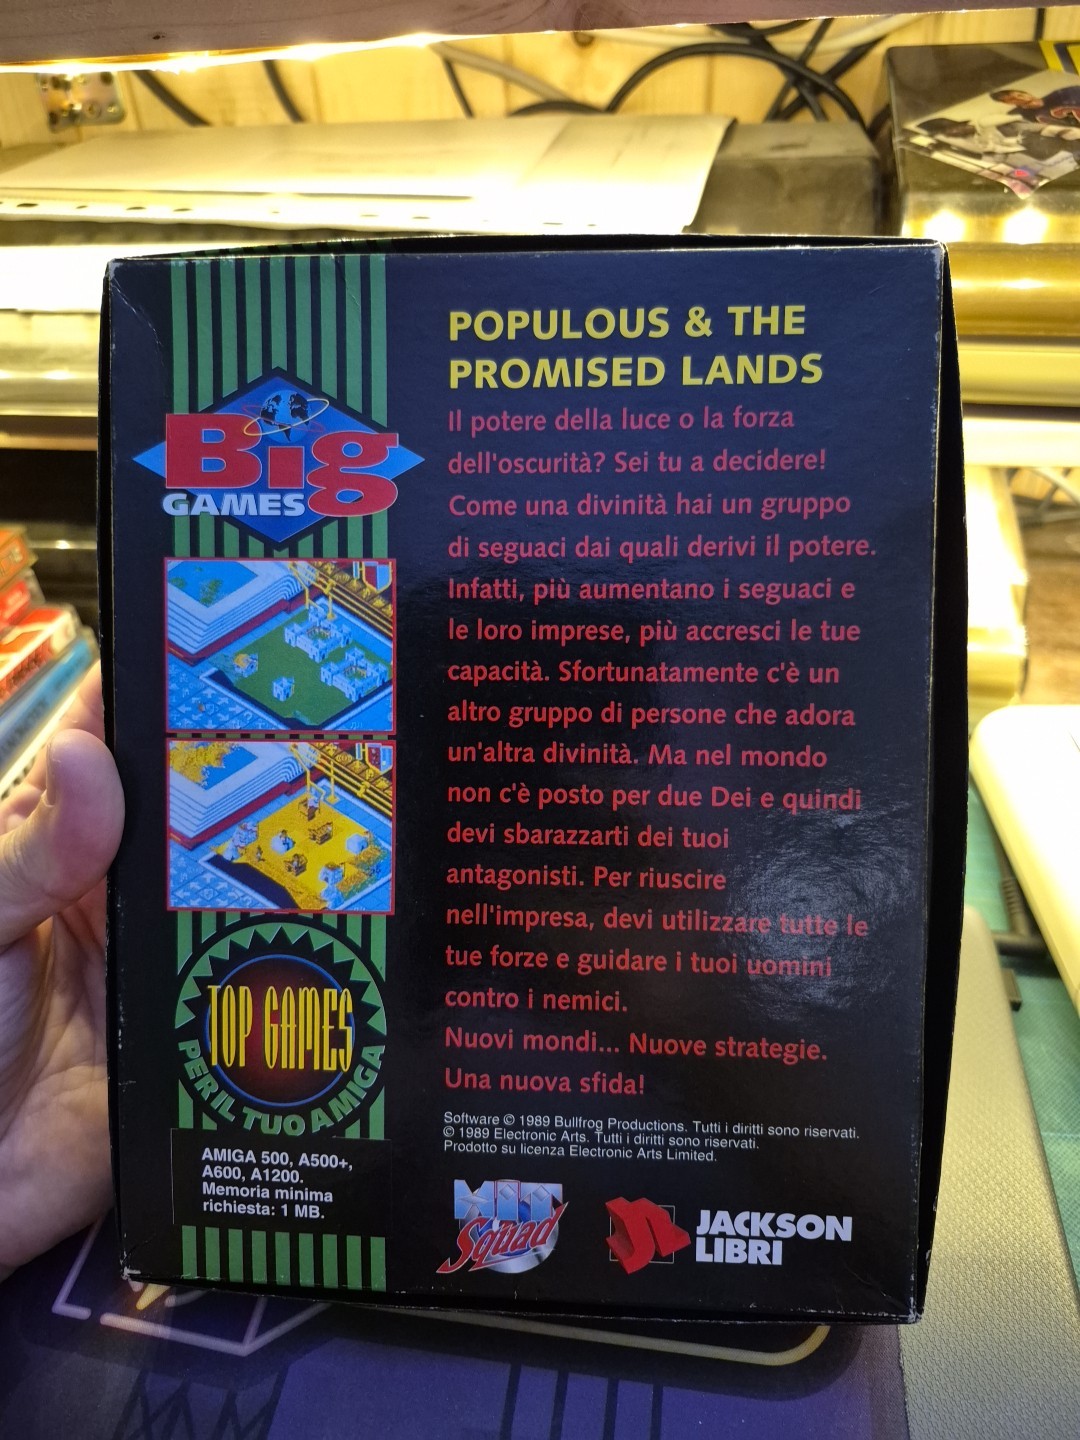 Big
GAMES
TOP GAMES
PER IL TUO AMIGA
AMIGA 500, A500+,
A600, A1200.
Memoria minima
richiesta: 1 MB.
POPULOUS & THE
PROMISED LANDS
Il potere della luce o la forza
dell'oscurità? Sei tu a decidere!
Come una divinità hai un gruppo
di seguaci dai quali derivi il potere.
Infatti, più aumentano i seguaci e
le loro imprese, più accresci le tue
capacità. Sfortunatamente c'è un
altro gruppo di persone che adora
un'altra divinità. Ma nel mondo
non c'è posto per due Dei e quindi
devi sbarazzarti dei tuoi
antagonisti. Per riuscire
nell'impresa, devi utilizzare tutte le
tue forze e guidare i tuoi uomini
contro i nemici.
Nuovi mondi... Nuove strategie.
Una nuova sfida!
Software © 1989 Bullfrog Productions. Tutti i diritti sono riservati.
© 1989 Electronic Arts. Tutti i diritti sono riservati.
Prodotto su licenza Electronic Arts Limited.
HIT
Squad
JACKSON
LIBRI